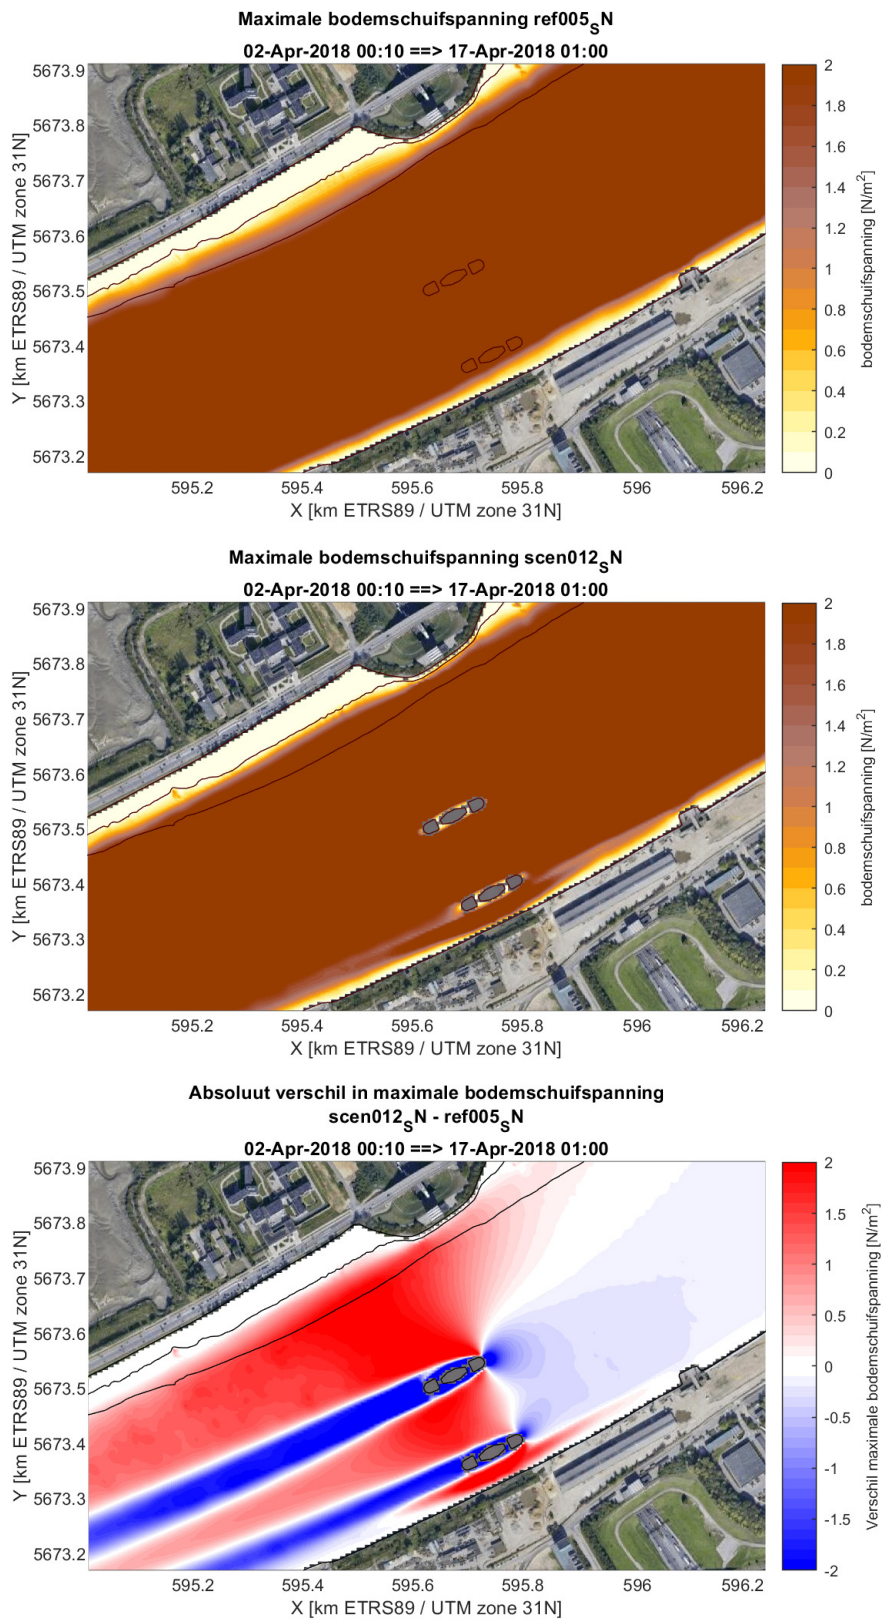 Maximale bodemschuifspanning ref005SN
02-Apr-2018 00:10 ==> 17-Apr-2018 01:00
5673.9
5673.8
5673.7
5673.6
5673.5
5673.4
5673.3
5673.2
Y [km ETRS89 / UTM zone 31N]
595.2 595.4 595.6 595.8 596 596.2
X [km ETRS89 / UTM zone 31N]
2
1.8
1.6
1.4
1.2
1
0.8
0.6
0.4
0.2
0
bodemschuifspanning [N/m²]
Maximale bodemschuifspanning scen012SN
02-Apr-2018 00:10 ==> 17-Apr-2018 01:00
5673.9
5673.8
5673.7
5673.6
5673.5
5673.4
5673.3
5673.2
Y [km ETRS89 / UTM zone 31N]
595.2 595.4 595.6 595.8 596 596.2
X [km ETRS89 / UTM zone 31N]
2
1.8
1.6
1.4
1.2
1
0.8
0.6
0.4
0.2
0
bodemschuifspanning [N/m²]
Absoluut verschil in maximale bodemschuifspanning
scen012SN - ref005SN
02-Apr-2018 00:10 ==> 17-Apr-2018 01:00
5673.9
5673.8
5673.7
5673.6
5673.5
5673.4
5673.3
5673.2
Y [km ETRS89 / UTM zone 31N]
595.2 595.4 595.6 595.8 596 596.2
X [km ETRS89 / UTM zone 31N]
2
1.5
1
0.5
0
-0.5
-1
-1.5
-2
Verschil maximale bodemschuifspanning [N/m²]